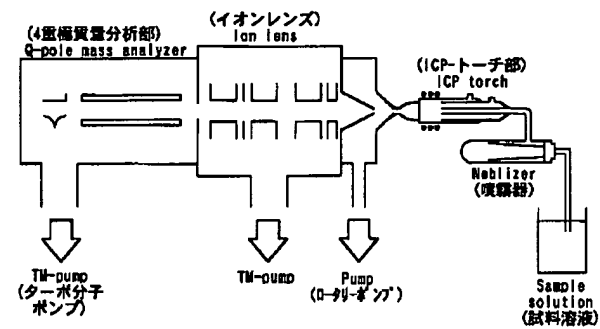 (イオンレンズ)
Ion lens
(4重極質量分析部)
Q-pole mass analyzer
(ICP-トーチ部)
ICP torch
Neblizer
(噴霧器)
TM-pump
(ターボ分子
ポンプ)
TM-pump
Pump
(ロータリーポンプ)
Sample
solution
(試料溶液)